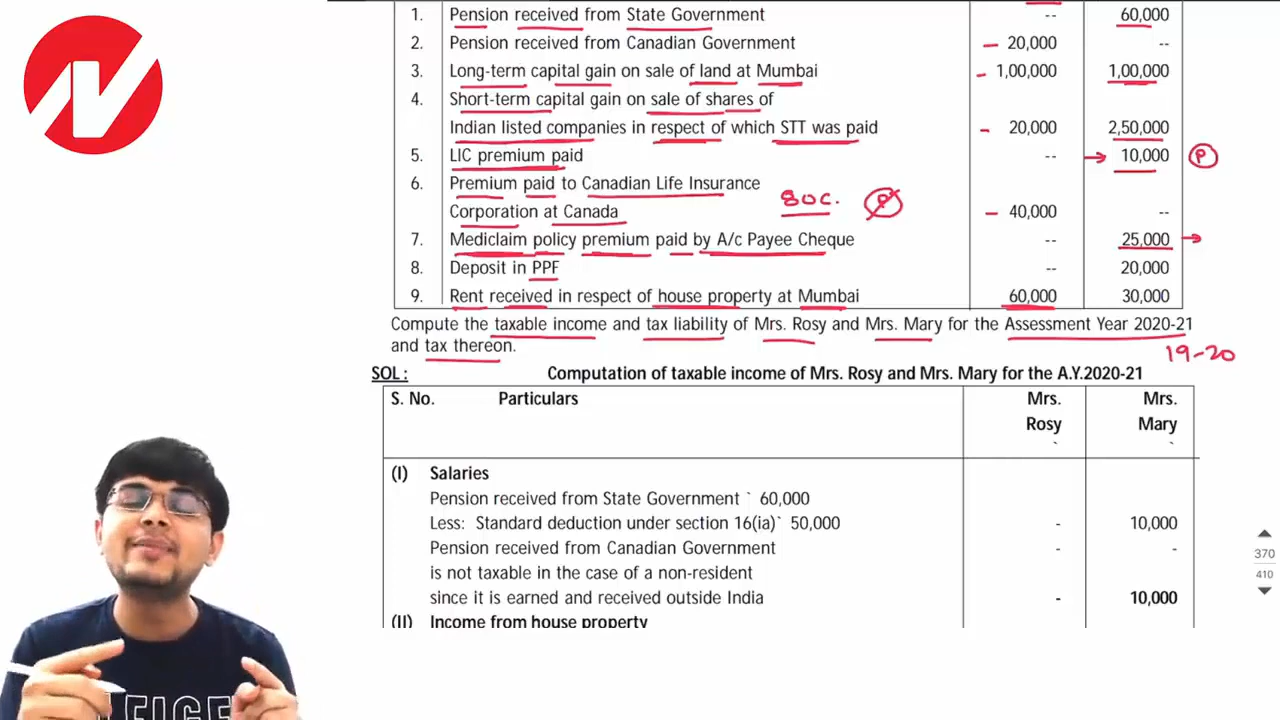 1. Pension received from State Government -- 60,000
2. Pension received from Canadian Government 20,000 --
3. Long-term capital gain on sale of land at Mumbai 1,00,000 1,00,000
4. Short-term capital gain on sale of shares of
Indian listed companies in respect of which STT was paid 20,000 2,50,000
5. LIC premium paid -- 10,000 P
6. Premium paid to Canadian Life Insurance
Corporation at Canada 80C. P 40,000 --
7. Mediclaim policy premium paid by A/c Payee Cheque -- 25,000
8. Deposit in PPF -- 20,000
9. Rent received in respect of house property at Mumbai 60,000 30,000
Compute the taxable income and tax liability of Mrs. Rosy and Mrs. Mary for the Assessment Year 2020-21
and tax thereon. 19-20
SOL : Computation of taxable income of Mrs. Rosy and Mrs. Mary for the A.Y.2020-21
S. No. Particulars Mrs. Mrs.
Rosy Mary
` `
(I) Salaries
Pension received from State Government ` 60,000
Less: Standard deduction under section 16(ia)` 50,000 - 10,000
Pension received from Canadian Government - -
is not taxable in the case of a non-resident
since it is earned and received outside India - 10,000
(II) Income from house property
370
410